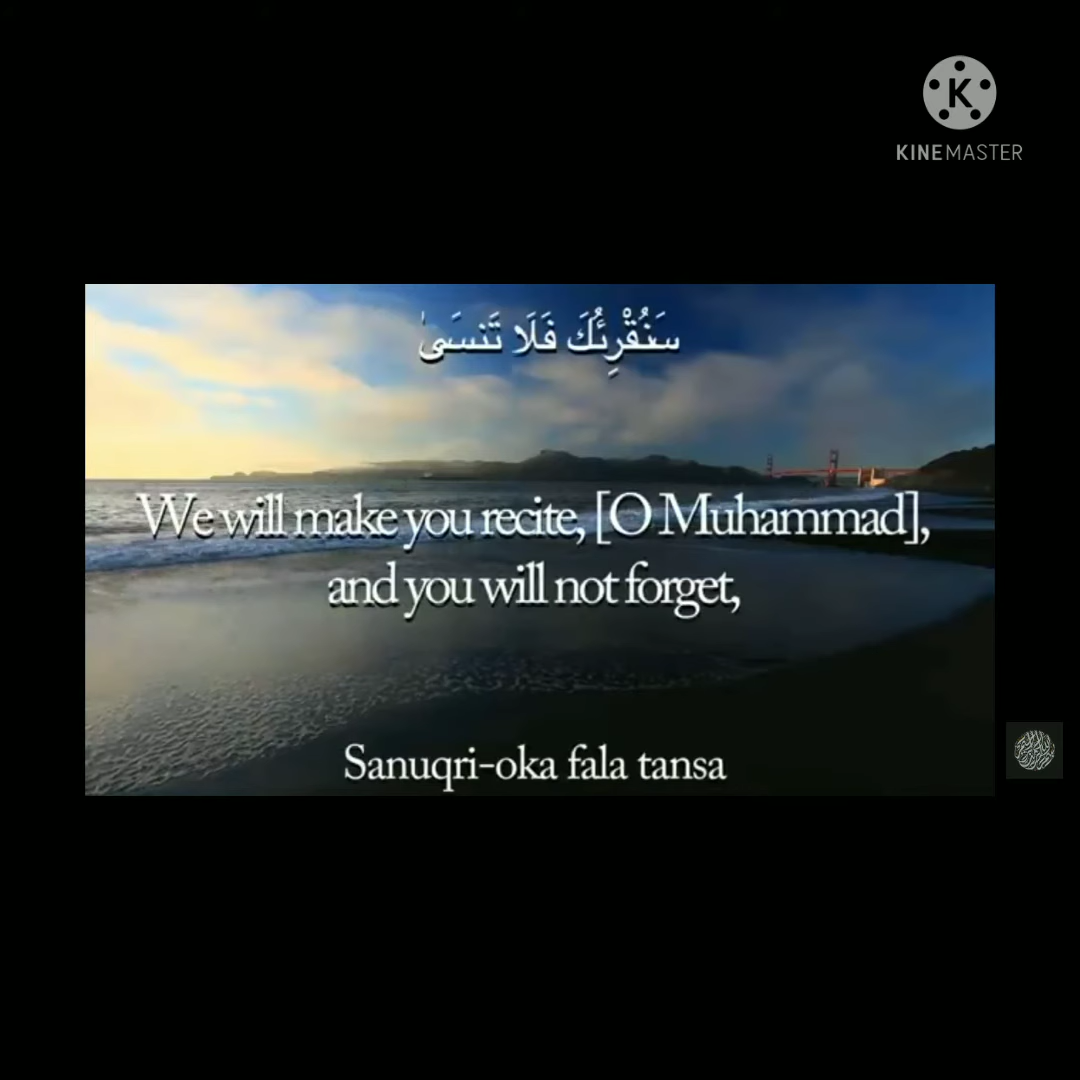 KINEMASTER
سَنُقْرِئُكَ فَلَا تَنسَىٰ
We will make you recite, [O Muhammad],
and you will not forget,
Sanuqri-oka fala tansa